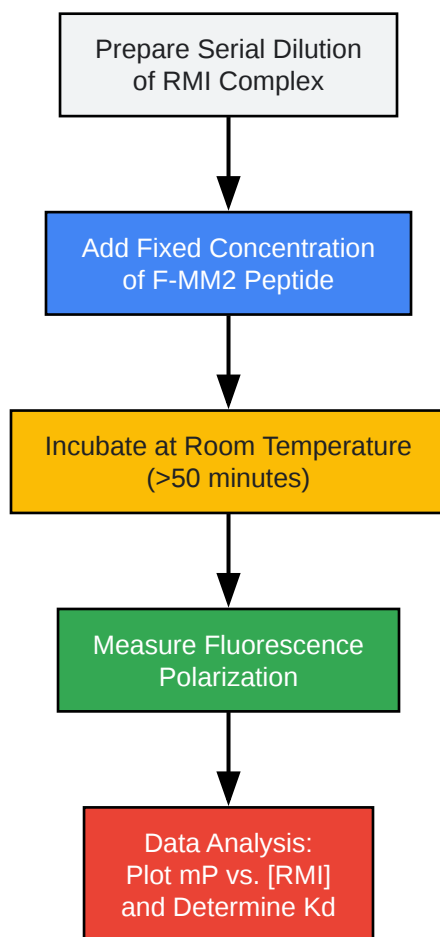 Prepare Serial Dilution
of RMI Complex
Add Fixed Concentration
of F-MM2 Peptide
Incubate at Room Temperature
(>50 minutes)
Measure Fluorescence
Polarization
Data Analysis:
Plot mP vs. [RMI]
and Determine Kd